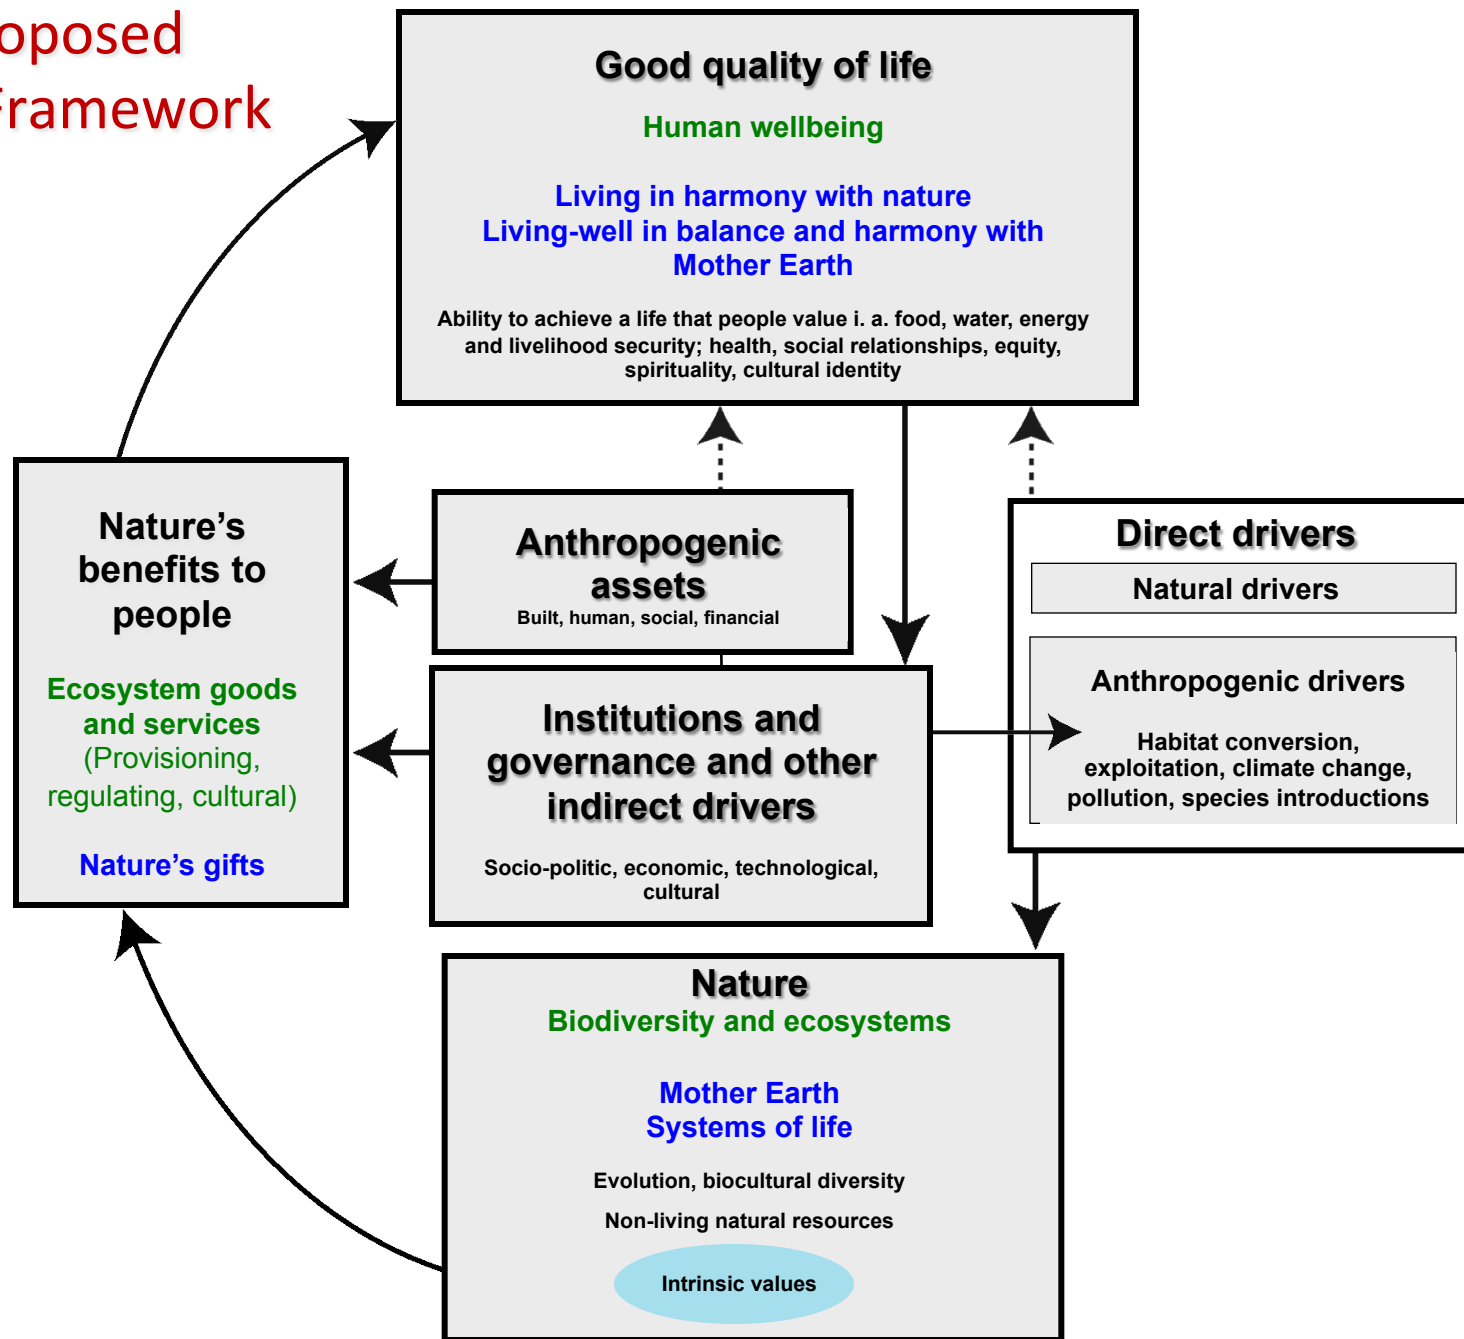 oposed
Framework
Good quality of life
Human wellbeing
Living in harmony with nature
Living-well in balance and harmony with
Mother Earth
Ability to achieve a life that people value i. a. food, water, energy
and livelihood security; health, social relationships, equity,
spirituality, cultural identity
Nature’s
benefits to
people
Ecosystem goods
and services
(Provisioning,
regulating, cultural)
Nature’s gifts
Anthropogenic
assets
Built, human, social, financial
Institutions and
governance and other
indirect drivers
Socio-politic, economic, technological,
cultural
Direct drivers
Natural drivers
Anthropogenic drivers
Habitat conversion,
exploitation, climate change,
pollution, species introductions
Nature
Biodiversity and ecosystems
Mother Earth
Systems of life
Evolution, biocultural diversity
Non-living natural resources
Intrinsic values